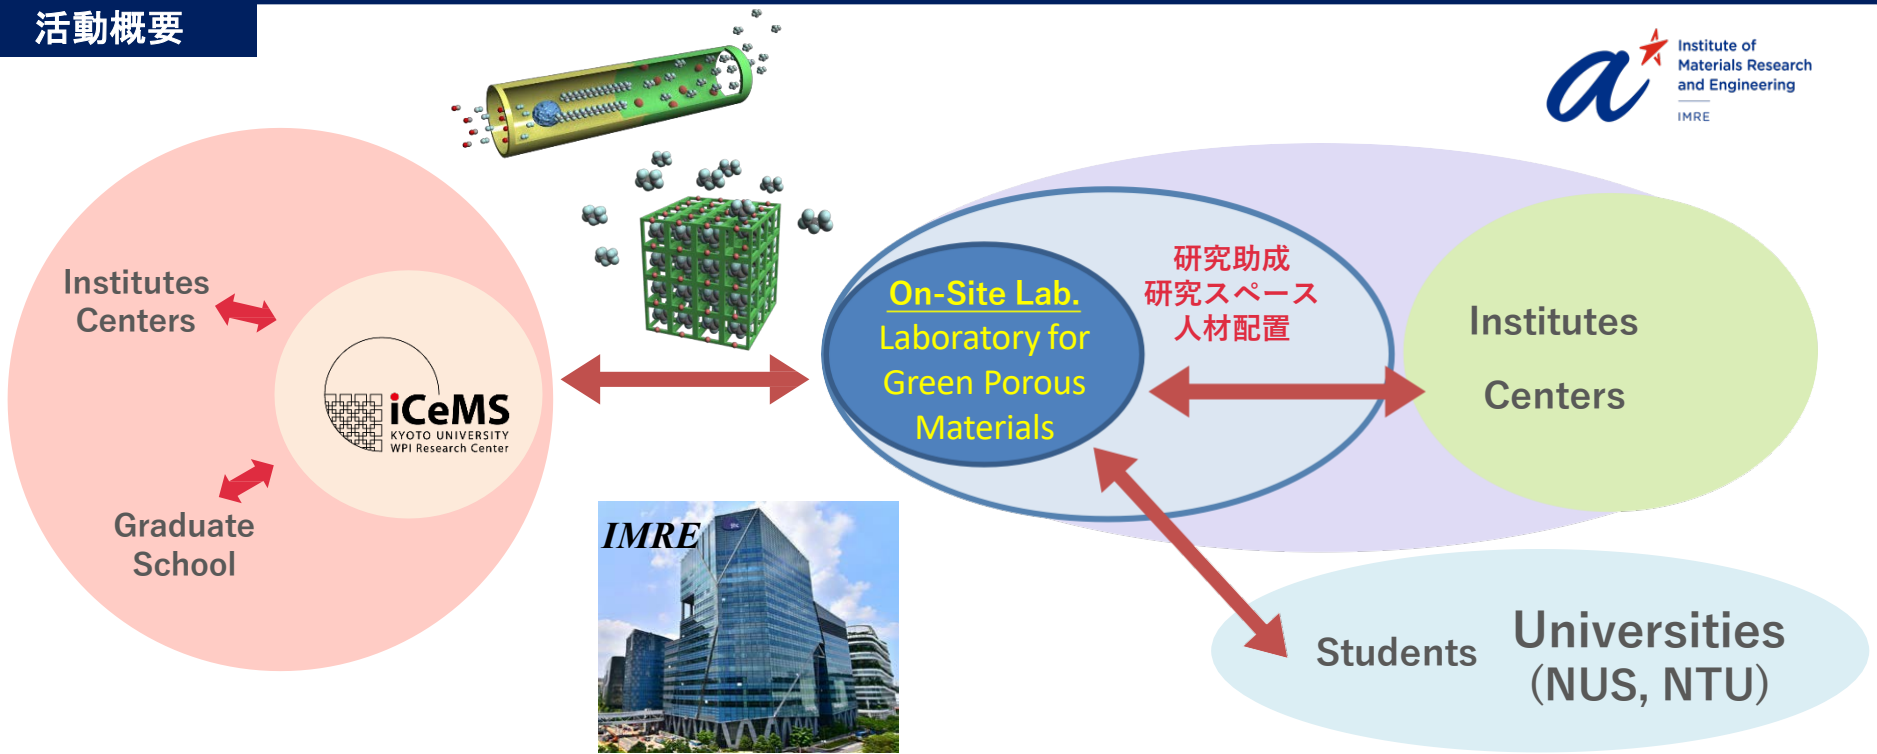 活動概要
Institute of
Materials Research
and Engineering
IMRE
Institutes
Centers
iCeMS
KYOTO UNIVERSITY
WPI Research Center
Graduate
School
IMRE
On-Site Lab.
Laboratory for
Green Porous
Materials
研究助成
研究スペース
人材配置
Institutes
Centers
Students
Universities
(NUS, NTU)